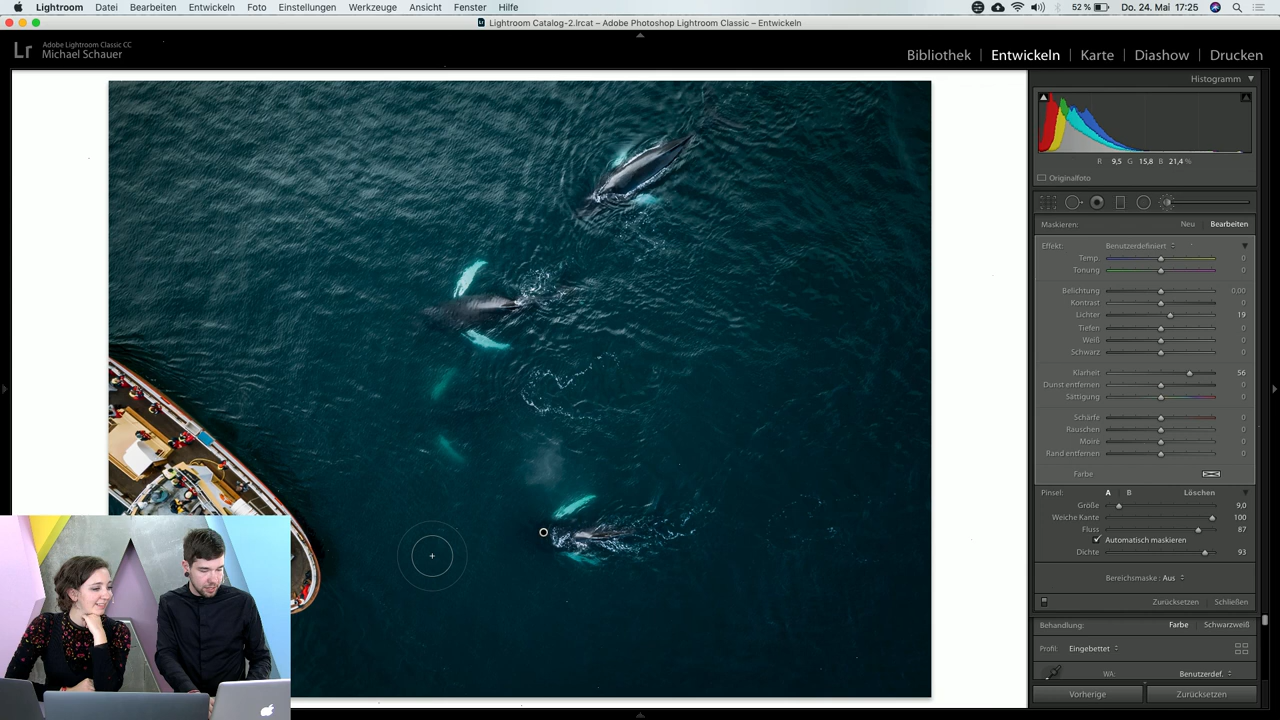 Lightroom Datei Bearbeiten Entwickeln Foto Einstellungen Werkzeuge Ansicht Fenster Hilfe 52 % Do. 24. Mai 17:25
Lightroom Catalog-2.lrcat – Adobe Photoshop Lightroom Classic – Entwickeln
Lr Adobe Lightroom Classic CC
Michael Schauer
Bibliothek | Entwickeln | Karte | Diashow | Drucken
Histogramm
R 9,5 G 15,8 B 21,4 %
Originalfoto
Maskieren: Neu Bearbeiten
Effekt: Benutzerdefiniert
Temp. 0
Tonung 0
Belichtung 0,00
Kontrast 0
Lichter 19
Tiefen 0
Weiß 0
Schwarz 0
Klarheit 56
Dunst entfernen 0
Sättigung 0
Schärfe 0
Rauschen 0
Moiré 0
Rand entfernen 0
Farbe
Pinsel: A B Löschen
Größe 9,0
Weiche Kante 100
Fluss 87
Automatisch maskieren
Dichte 93
Bereichsmaske : Aus
Zurücksetzen Schließen
Behandlung: Farbe Schwarzweiß
Profil: Eingebettet
WA: Benutzerdef.
Vorherige Zurücksetzen